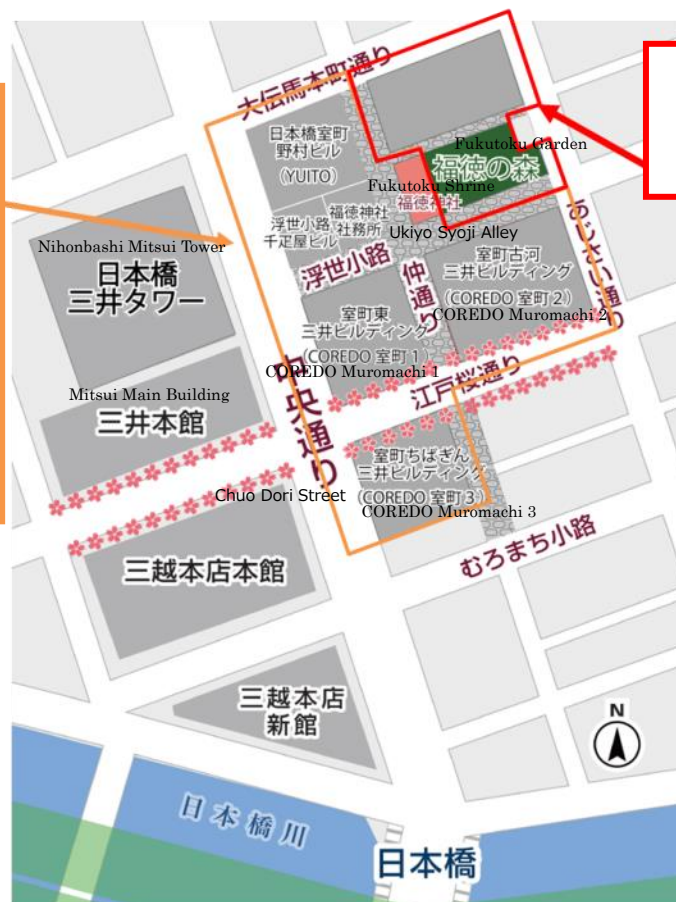 大伝馬本町通り
日本橋室町
野村ビル
(YUITO)
Fukutoku Garden
福徳の森
Fukutoku Shrine
福徳神社
浮世小路
千疋屋ビル
福徳神社
社務所
Ukiyo Syoji Alley
あじさい通り
Nihonbashi Mitsui Tower
日本橋
三井タワー
浮世小路
仲通り
室町古河
三井ビルディング
(COREDO 室町 2)
COREDO Muromachi 2
室町東
三井ビルディング
(COREDO 室町 1)
COREDO Muromachi 1
Mitsui Main Building
三井本館
中央通り
江戸桜通り
室町ちばぎん
三井ビルディング
Chuo Dori Street
(COREDO 室町 3)
COREDO Muromachi 3
むろまち小路
三越本店本館
三越本店
新館
N
日本橋川
日本橋